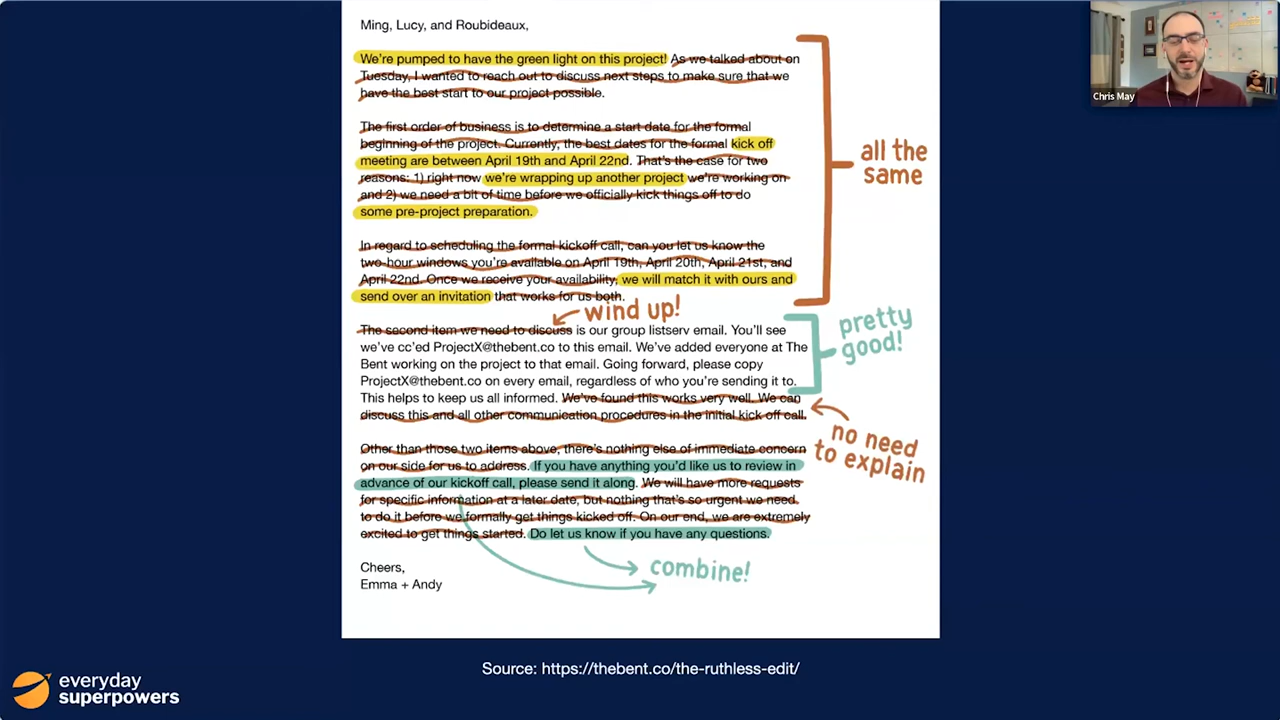 Ming, Lucy, and Roubideaux,
We're pumped to have the green light on this project! As we talked about on
Tuesday, I wanted to reach out to discuss next steps to make sure that we
have the best start to our project possible.
The first order of business is to determine a start date for the formal
beginning of the project. Currently, the best dates for the formal kick off
meeting are between April 19th and April 22nd. That's the case for two
reasons: 1) right now we're wrapping up another project we're working on
and 2) we need a bit of time before we officially kick things off to do
some pre-project preparation.
In regard to scheduling the formal kickoff call, can you let us know the
two-hour windows you're available on April 19th, April 20th, April 21st, and
April 22nd. Once we receive your availability, we will match it with ours and
send over an invitation that works for us both.
all the
same
wind up!
The second item we need to discuss is our group listserv email. You'll see
we've cc'ed ProjectX@thebent.co to this email. We've added everyone at The
Bent working on the project to that email. Going forward, please copy
ProjectX@thebent.co on every email, regardless of who you're sending it to.
This helps to keep us all informed. We've found this works very well. We can
discuss this and all other communication procedures in the initial kick off call.
pretty
good!
no need
to explain
Other than those two items above, there's nothing else of immediate concern
on our side for us to address. If you have anything you'd like us to review in
advance of our kickoff call, please send it along. We will have more requests
for specific information at a later date, but nothing that's so urgent we need
to do it before we formally get things kicked off. On our end, we are extremely
excited to get things started. Do let us know if you have any questions.
combine!
Cheers,
Emma + Andy
Source: https://thebent.co/the-ruthless-edit/
everyday
superpowers
Chris May